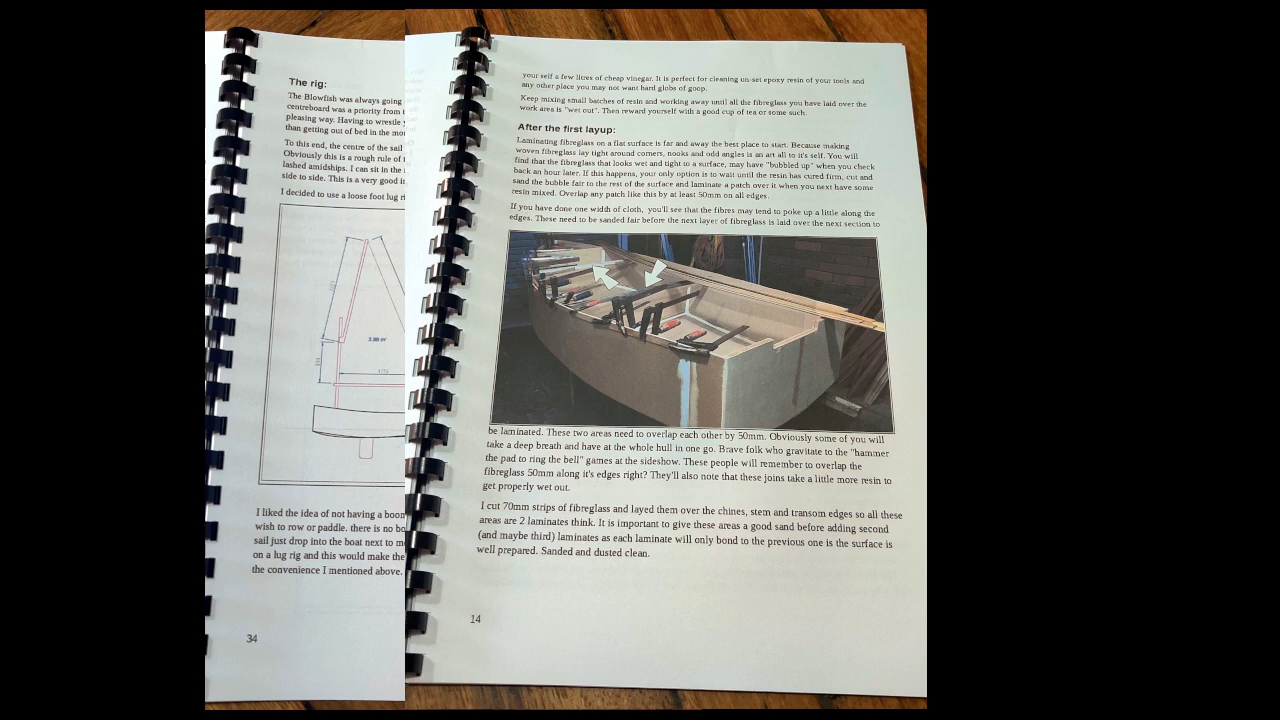 The rig:
The Blowfish was always going
centreboard was a priority from t
pleasing way. Having to wrestle y
than getting out of bed in the mor
To this end, the centre of the sail
Obviously this is a rough rule of t
lashed amidships. I can sit in the
side to side. This is a very good i
I decided to use a loose foot lug ri
2.88 m²
1775
I liked the idea of not having a boom
wish to row or paddle. there is no bo
sail just drop into the boat next to me
on a lug rig and this would make the
the convenience I mentioned above.
34
your self a few litres of cheap vinegar. It is perfect for cleaning un-set epoxy resin of your tools and
any other place you may not want hard globs of goop.
Keep mixing small batches of resin and working away until all the fibreglass you have laid over the
work area is "wet out". Then reward yourself with a good cup of tea or some such.
After the first layup:
Laminating fibreglass on a flat surface is far and away the best place to start. Because making
woven fibreglass lay tight around corners, nooks and odd angles is an art all to it's self. You will
find that the fibreglass that looks wet and tight to a surface, may have "bubbled up" when you check
back an hour later. If this happens, your only option is to wait until the resin has cured firm, cut and
sand the bubble fair to the rest of the surface and laminate a patch over it when you next have some
resin mixed. Overlap any patch like this by at least 50mm on all edges.
If you have done one width of cloth, you'll see that the fibres may tend to poke up a little along the
edges. These need to be sanded fair before the next layer of fibreglass is laid over the next section to
be laminated. These two areas need to overlap each other by 50mm. Obviously some of you will
take a deep breath and have at the whole hull in one go. Brave folk who gravitate to the "hammer
the pad to ring the bell" games at the sideshow. These people will remember to overlap the
fibreglass 50mm along it's edges right? They'll also note that these joins take a little more resin to
get properly wet out.
I cut 70mm strips of fibreglass and layed them over the chines, stem and transom edges so all these
areas are 2 laminates think. It is important to give these areas a good sand before adding second
(and maybe third) laminates as each laminate will only bond to the previous one is the surface is
well prepared. Sanded and dusted clean.
14